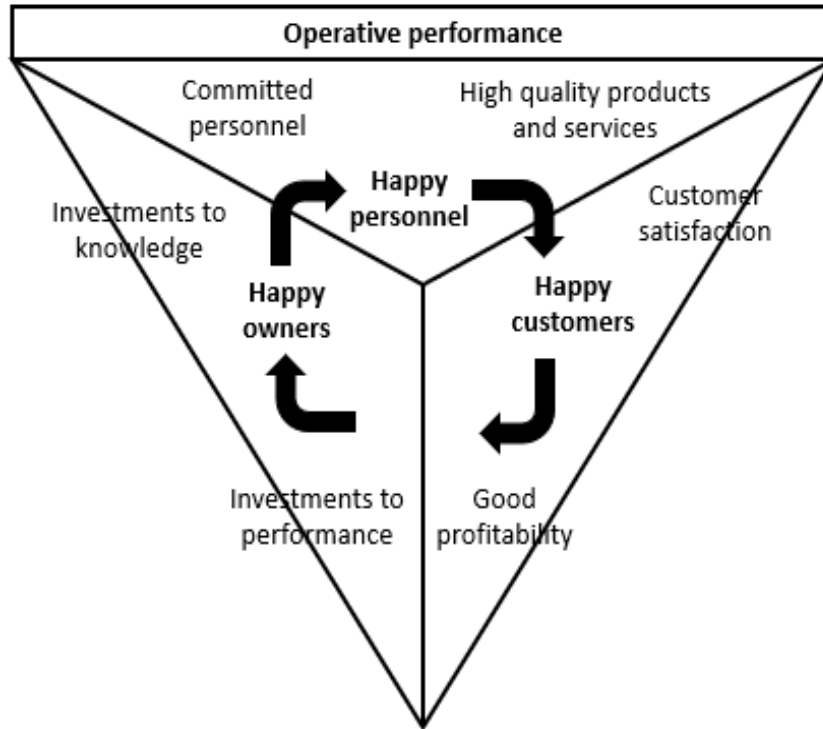 Operative performance
Committed
personnel
High quality products
and services
Happy
personnel
Investments to
knowledge
Customer
satisfaction
Happy
owners
Happy
customers
Investments to
performance
Good
profitability